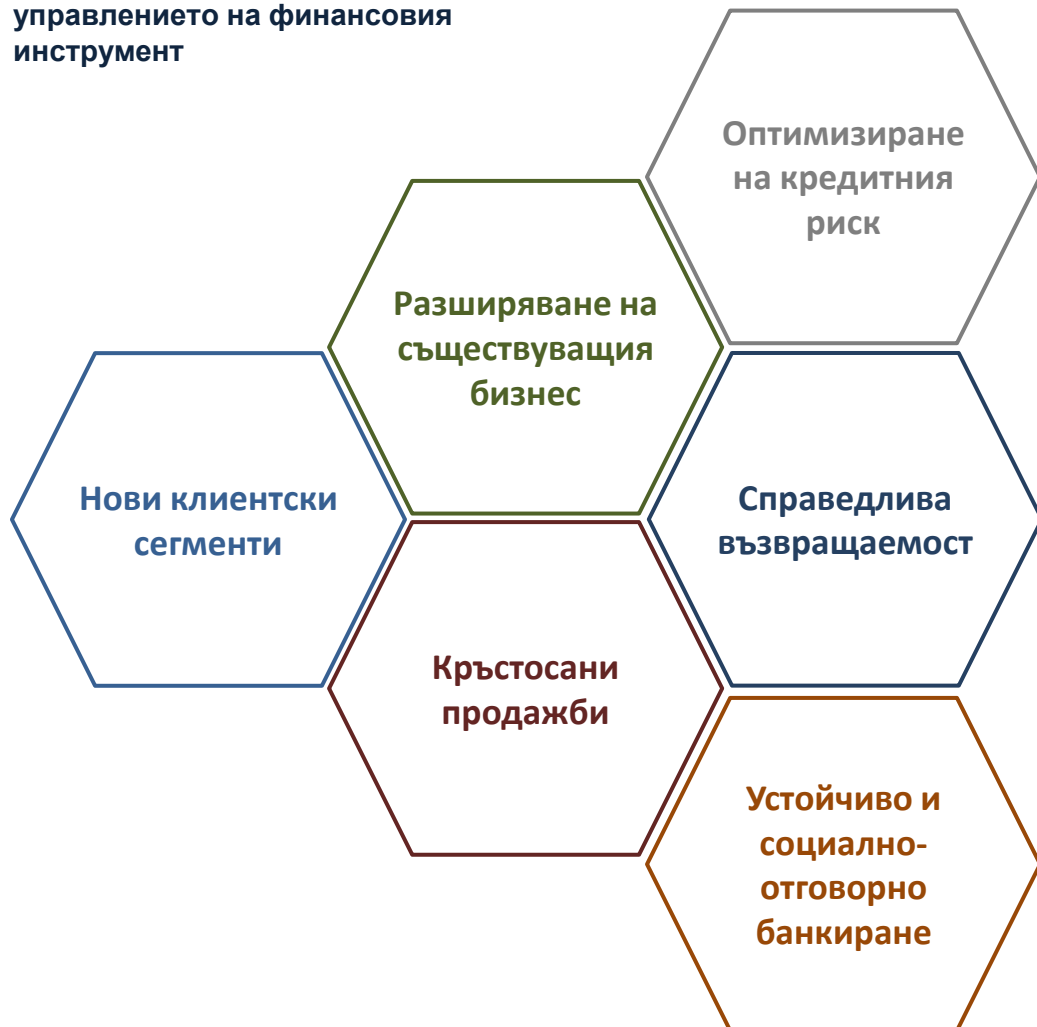 управлението на финансовия
инструмент
Оптимизиране
на кредитния
риск
Разширяване на
съществуващия
бизнес
Нови клиентски
сегменти
Справедлива
възвращаемост
Кръстосани
продажби
Устойчиво и
социално-
отговорно
банкиране